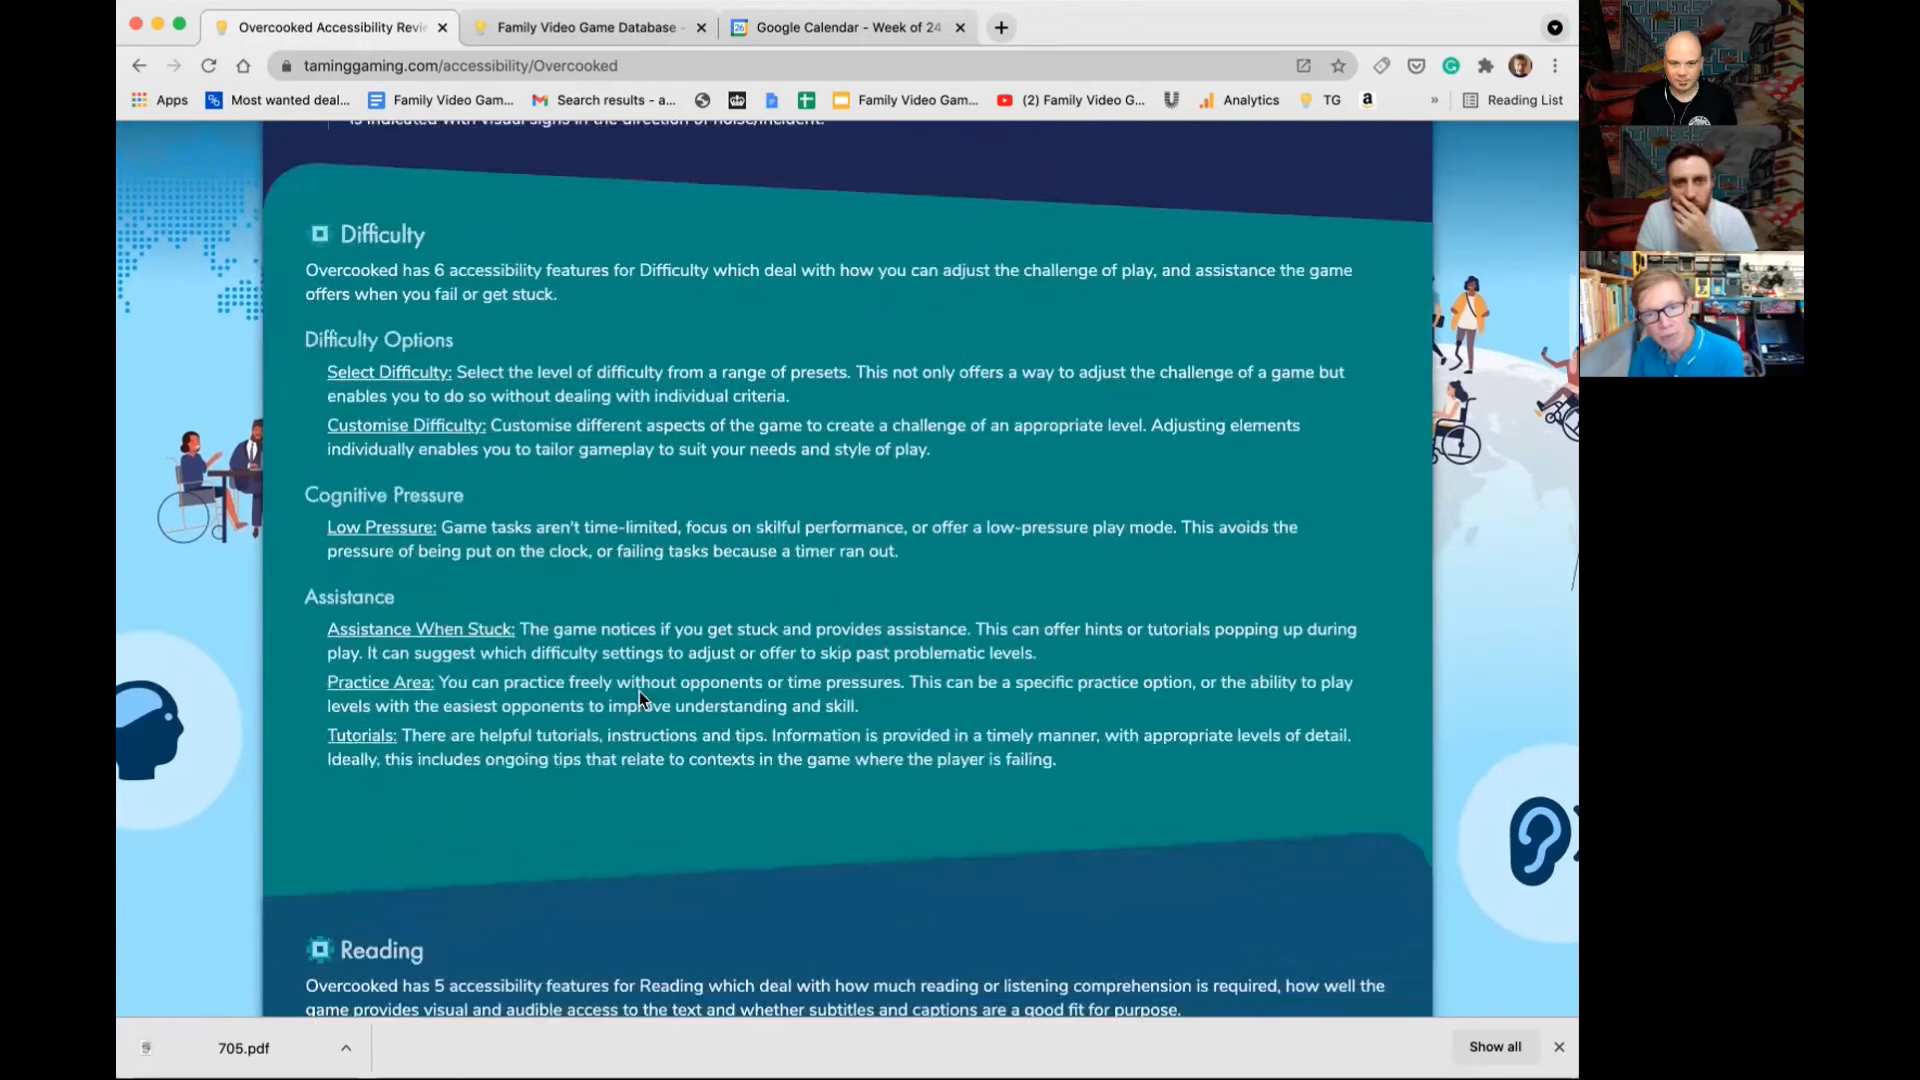 Overcooked Accessibility Revie
Family Video Game Database -
26
Google Calendar - Week of 24
taminggaming.com/accessibility/Overcooked
Apps
Most wanted deal...
Family Video Gam...
Search results - a...
Family Video Gam...
(2) Family Video G...
Analytics
TG
a
»
Reading List
is indicated with visual signs in the direction of noise/incident.
Difficulty
Overcooked has 6 accessibility features for Difficulty which deal with how you can adjust the challenge of play, and assistance the game
offers when you fail or get stuck.
Difficulty Options
Select Difficulty: Select the level of difficulty from a range of presets. This not only offers a way to adjust the challenge of a game but
enables you to do so without dealing with individual criteria.
Customise Difficulty: Customise different aspects of the game to create a challenge of an appropriate level. Adjusting elements
individually enables you to tailor gameplay to suit your needs and style of play.
Cognitive Pressure
Low Pressure: Game tasks aren't time-limited, focus on skilful performance, or offer a low-pressure play mode. This avoids the
pressure of being put on the clock, or failing tasks because a timer ran out.
Assistance
Assistance When Stuck: The game notices if you get stuck and provides assistance. This can offer hints or tutorials popping up during
play. It can suggest which difficulty settings to adjust or offer to skip past problematic levels.
Practice Area: You can practice freely without opponents or time pressures. This can be a specific practice option, or the ability to play
levels with the easiest opponents to improve understanding and skill.
Tutorials: There are helpful tutorials, instructions and tips. Information is provided in a timely manner, with appropriate levels of detail.
Ideally, this includes ongoing tips that relate to contexts in the game where the player is failing.
Reading
Overcooked has 5 accessibility features for Reading which deal with how much reading or listening comprehension is required, how well the
game provides visual and audible access to the text and whether subtitles and captions are a good fit for purpose.
705.pdf
Show all